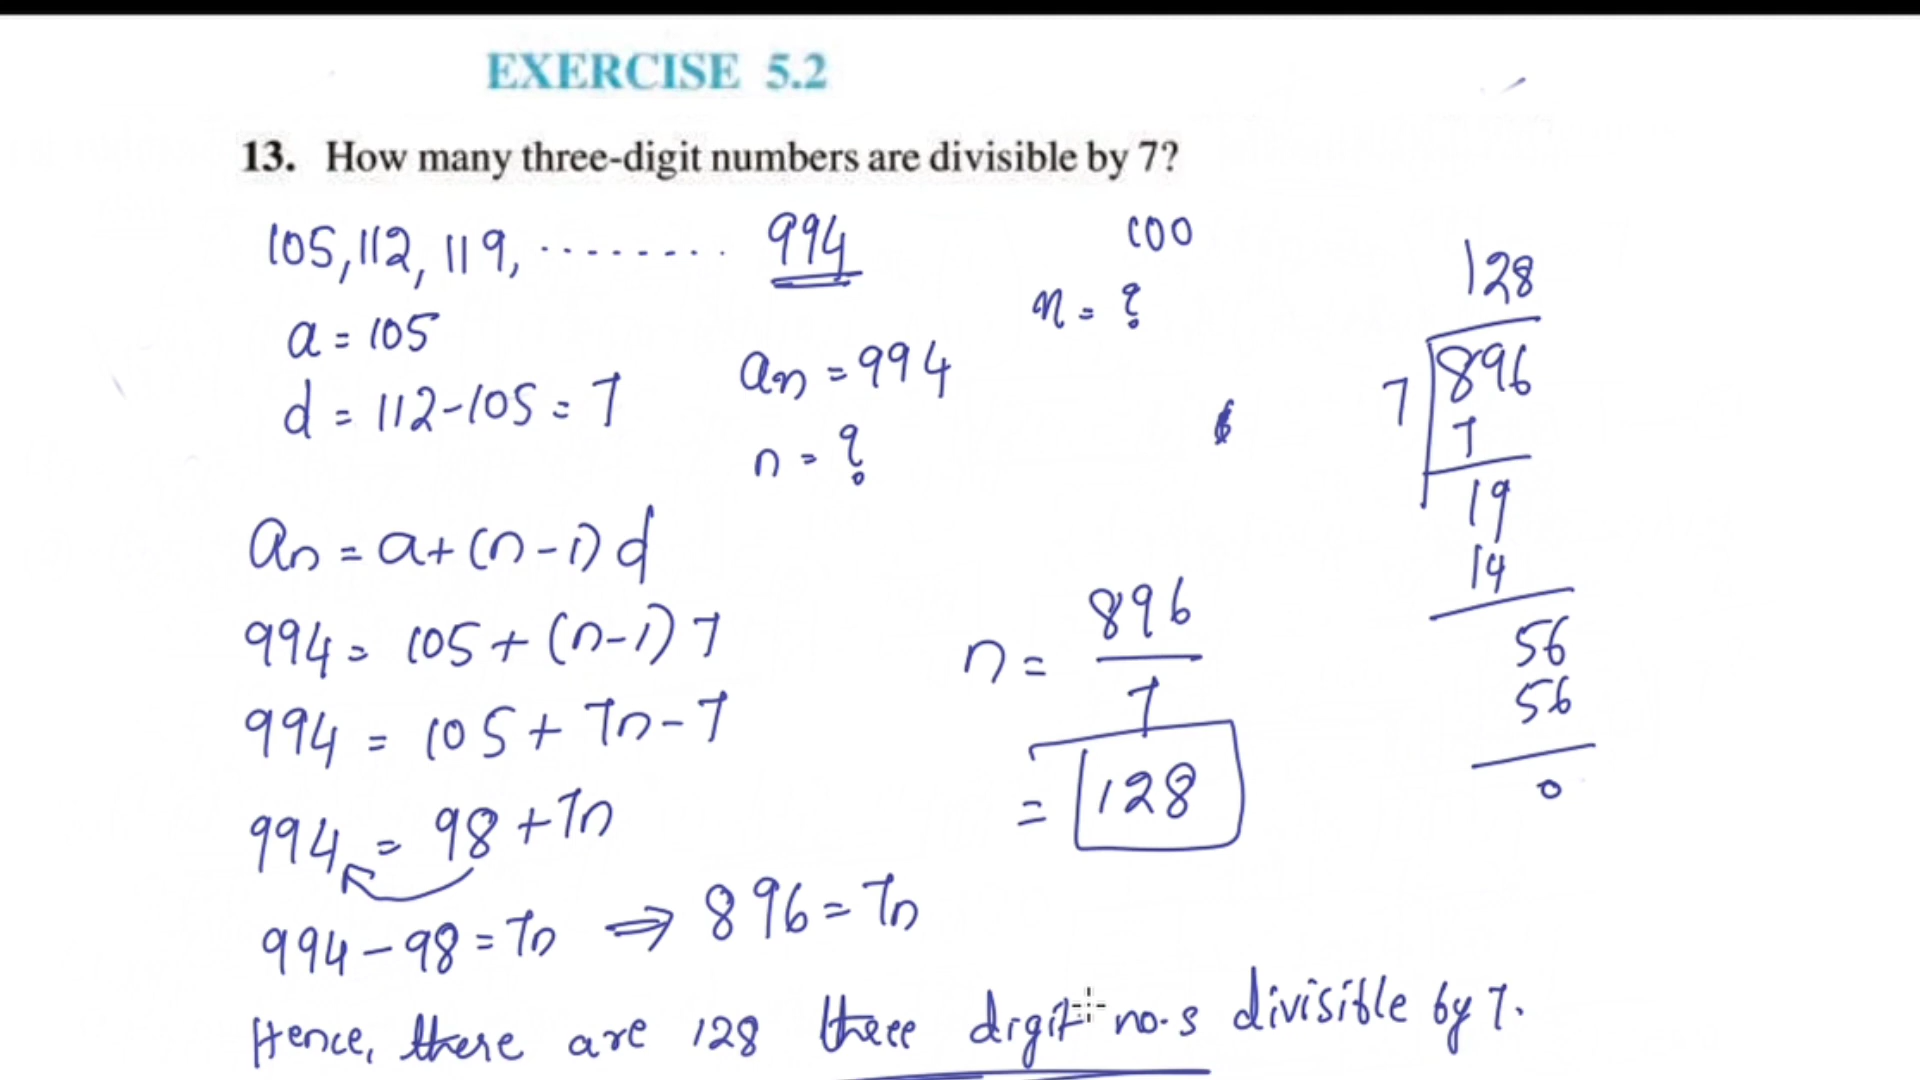 EXERCISE 5.2
13. How many three-digit numbers are divisible by 7?
105, 112, 119, ........ 994
a = 105
d = 112-105 = 7
an = 994
n = ?
100
n = ?
an = a+(n-1) d
994 = 105 + (n-1) 7
994 = 105 + 7n - 7
994 = 98 + 7n
994 - 98 = 7n ⇒ 896 = 7n
n = 896
7
= 128
128
7 896
7
19
14
56
56
0
Hence, there are 128 three digit no.s divisible by 7.